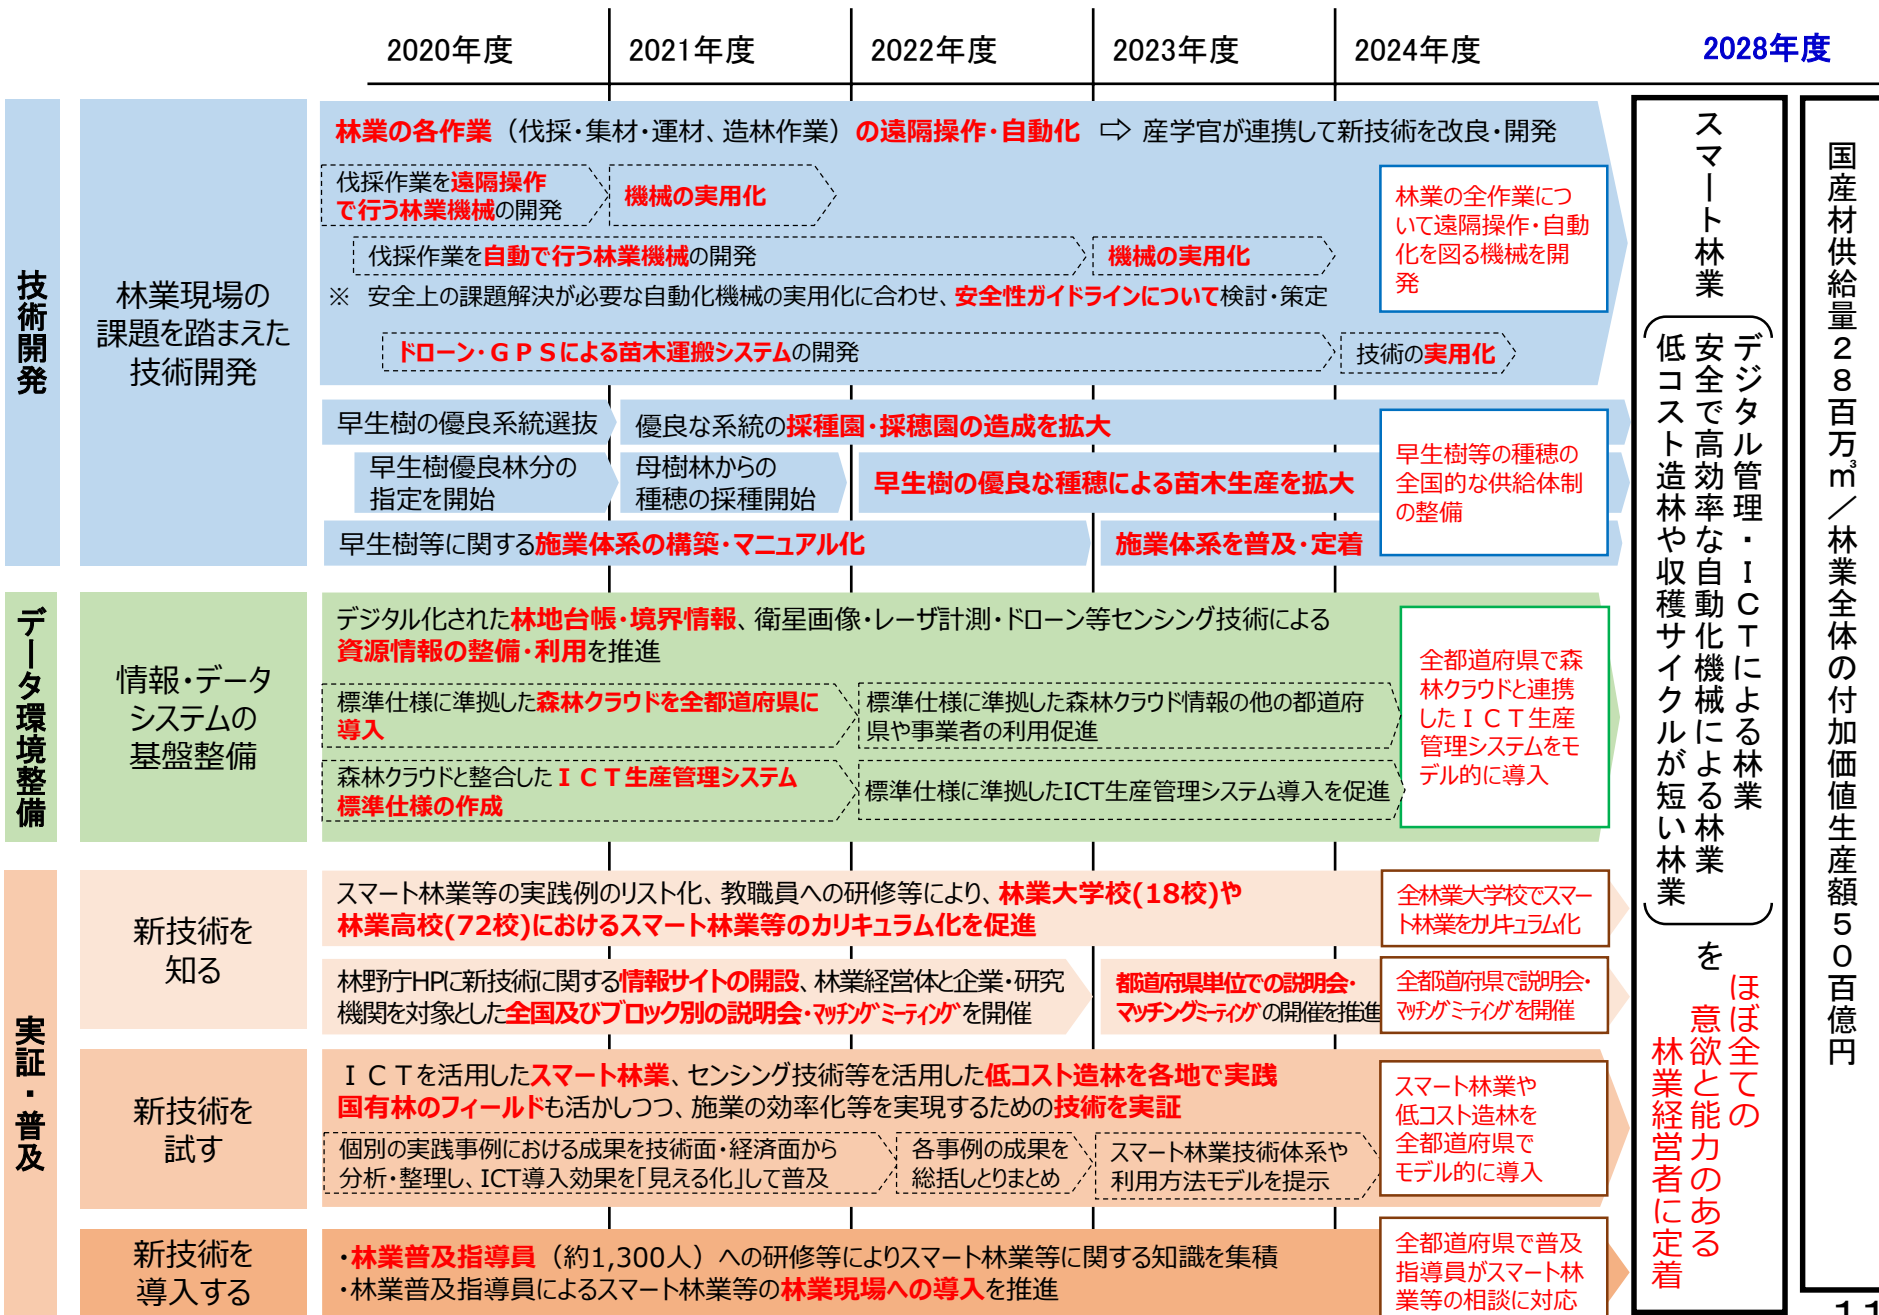 2020年度
2021年度
2022年度
2023年度
2024年度
2028年度
技術開発
林業現場の
課題を踏まえた
技術開発
林業の各作業（伐採・集材・運材、造林作業）の遠隔操作・自動化 ⇨ 産学官が連携して新技術を改良・開発
伐採作業を遠隔操作
で行う林業機械の開発
機械の実用化
伐採作業を自動で行う林業機械の開発
機械の実用化
※ 安全上の課題解決が必要な自動化機械の実用化に合わせ、安全性ガイドラインについて検討・策定
ドローン・ＧＰＳによる苗木運搬システムの開発
技術の実用化
林業の全作業につ
いて遠隔操作・自動
化を図る機械を開
発
早生樹の優良系統選抜
優良な系統の採種園・採穂園の造成を拡大
早生樹優良林分の
指定を開始
母樹林からの
種穂の採種開始
早生樹の優良な種穂による苗木生産を拡大
早生樹等に関する施業体系の構築・マニュアル化
施業体系を普及・定着
早生樹等の種穂の
全国的な供給体制
の整備
データ環境整備
情報・データ
システムの
基盤整備
デジタル化された林地台帳・境界情報、衛星画像・レーザ計測・ドローン等センシング技術による
資源情報の整備・利用を推進
標準仕様に準拠した森林クラウドを全都道府県に
導入
標準仕様に準拠した森林クラウド情報の他の都道府
県や事業者の利用促進
森林クラウドと整合したＩＣＴ生産管理システム
標準仕様の作成
標準仕様に準拠したICT生産管理システム導入を促進
全都道府県で森
林クラウドと連携
したＩＣＴ生産
管理システムをモ
デル的に導入
実証・普及
新技術を
知る
スマート林業等の実践例のリスト化、教職員への研修等により、林業大学校(18校)や
林業高校(72校)におけるスマート林業等のカリキュラム化を促進
全林業大学校でスマー
ト林業をカリキュラム化
林野庁HPに新技術に関する情報サイトの開設、林業経営体と企業・研究
機関を対象とした全国及びブロック別の説明会・マッチングミーティングを開催
都道府県単位での説明会・
マッチングミーティングの開催を推進
全都道府県で説明会・
マッチングミーティングを開催
新技術を
試す
ＩＣＴを活用したスマート林業、センシング技術等を活用した低コスト造林を各地で実践
国有林のフィールドも活かしつつ、施業の効率化等を実現するための技術を実証
個別の実践事例における成果を技術面・経済面から
分析・整理し、ICT導入効果を「見える化」して普及
各事例の成果を
総括しとりまとめ
スマート林業技術体系や
利用方法モデルを提示
スマート林業や
低コスト造林を
全都道府県で
モデル的に導入
新技術を
導入する
・林業普及指導員（約1,300人）への研修等によりスマート林業等に関する知識を集積
・林業普及指導員によるスマート林業等の林業現場への導入を推進
全都道府県で普及
指導員がスマート林
業等の相談に対応
スマート林業
デジタル管理・ＩＣＴによる林業
安全で高効率な自動化機械による林業
低コスト造林や収穫サイクルが短い林業
を
ほぼ全ての
意欲と能力のある
林業経営者に定着
国産材供給量２８百万㎥／林業全体の付加価値生産額５０百億円
11